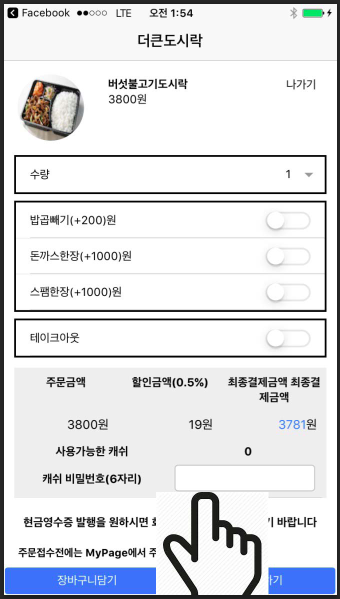 Facebook LTE 오전 1:54
더큰도시락
버섯불고기도시락 나가기
3800원
수량 1
밥곱빼기(+200)원
돈까스한장(+1000)원
스팸한장(+1000)원
테이크아웃
주문금액 할인금액(0.5%) 최종결제금액 최종결
제금액
3800원 19원 3781원
사용가능한 캐쉬 0
캐쉬 비밀번호(6자리)
현금영수증 발행을 원하시면 기 바랍니다
주문접수전에는 MyPage에서
장바구니담기 하기